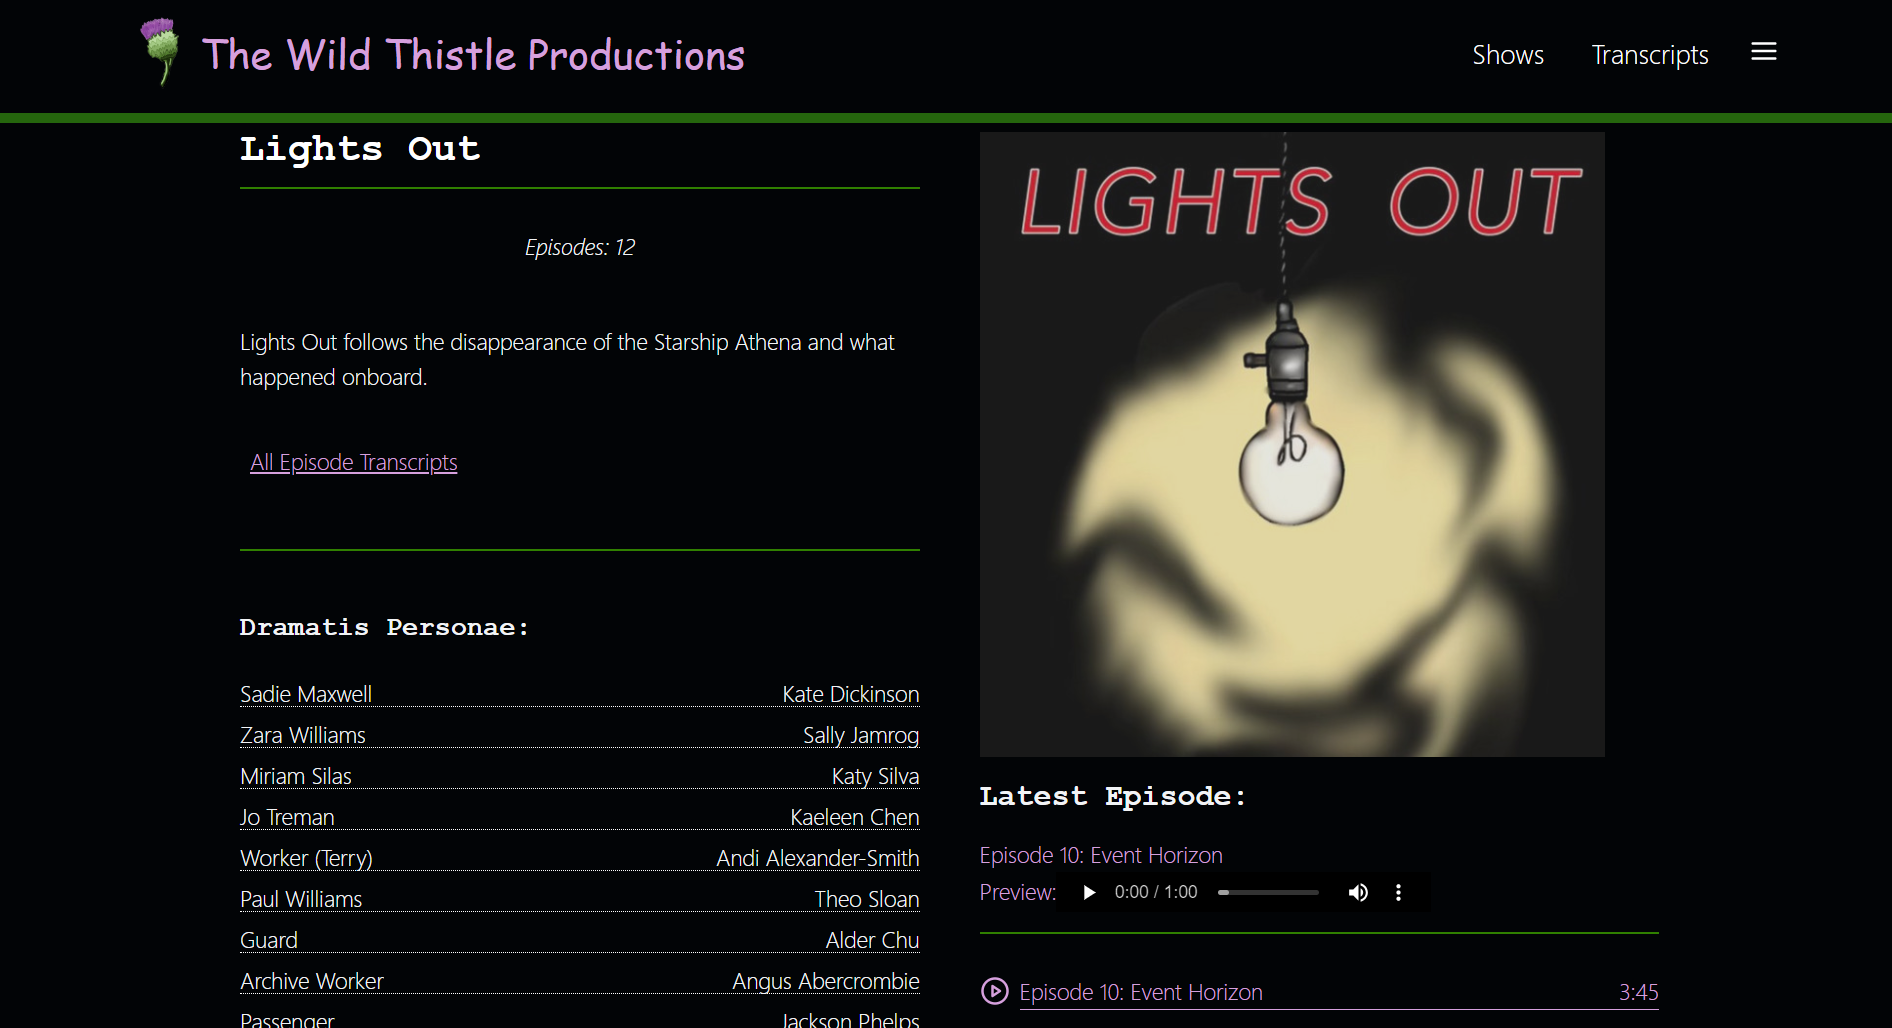 The Wild Thistle Productions
Shows
Transcripts
Lights Out
Episodes: 12
Lights Out follows the disappearance of the Starship Athena and what
happened onboard.
All Episode Transcripts
Dramatis Personae:
Sadie Maxwell Kate Dickinson
Zara Williams Sally Jamrog
Miriam Silas Katy Silva
Jo Treman Kaeleen Chen
Worker (Terry) Andi Alexander-Smith
Paul Williams Theo Sloan
Guard Alder Chu
Archive Worker Angus Abercrombie
Passenger Jackson Phelps
LIGHTS OUT
Latest Episode:
Episode 10: Event Horizon
Preview: 0:00 / 1:00
Episode 10: Event Horizon 3:45